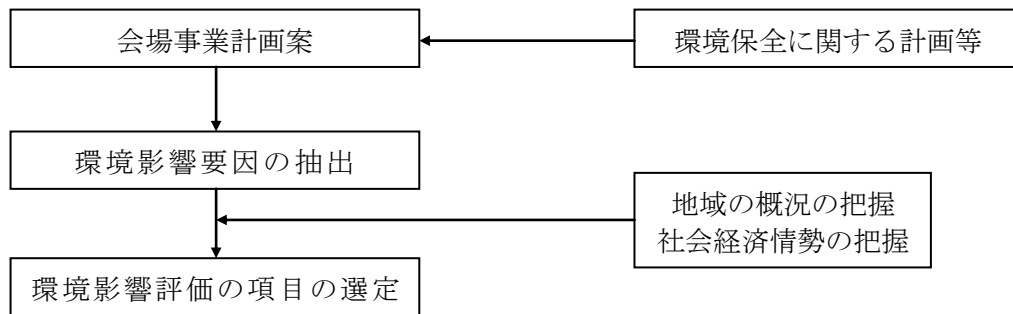 会場事業計画案
環境保全に関する計画等
環境影響要因の抽出
地域の概況の把握
社会経済情勢の把握
環境影響評価の項目の選定